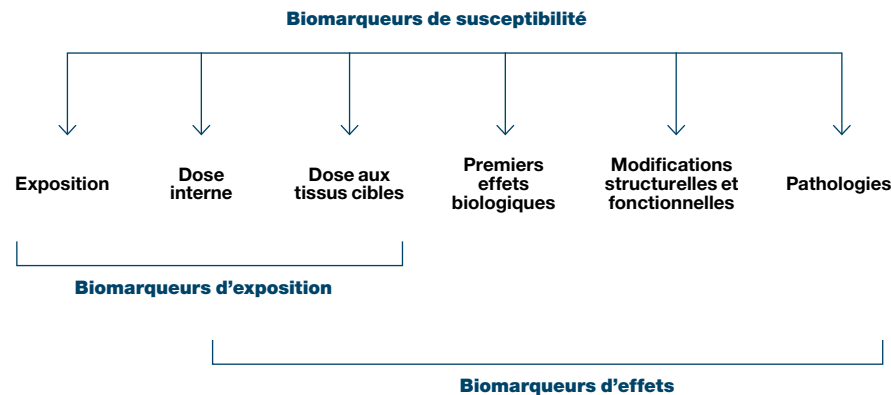 Biomarqueurs de susceptibilité
Exposition
Dose
interne
Dose aux
tissus cibles
Premiers
effets
biologiques
Modifications
structurelles et
fonctionnelles
Pathologies
Biomarqueurs d'exposition
Biomarqueurs d'effets